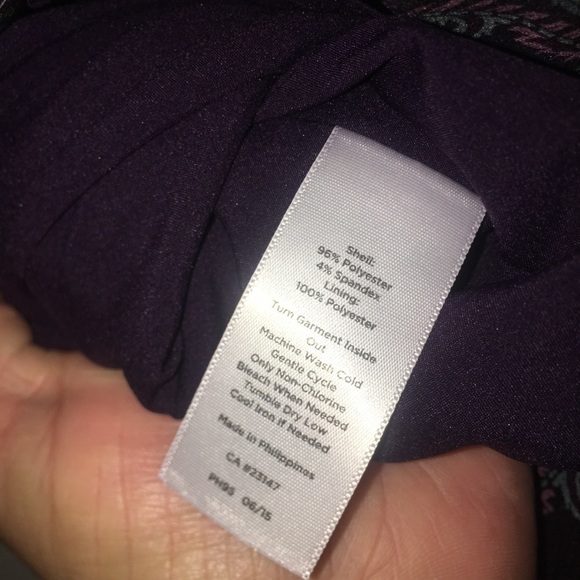 Shell:
96% Polyester
4% Spandex
Lining:
100% Polyester
Turn Garment Inside
Out
Machine Wash Cold
Gentle Cycle
Only Non-Chlorine
Bleach When Needed
Tumble Dry Low
Cool Iron if Needed
Made in Philippines
CA #23147
PH9S 06/15